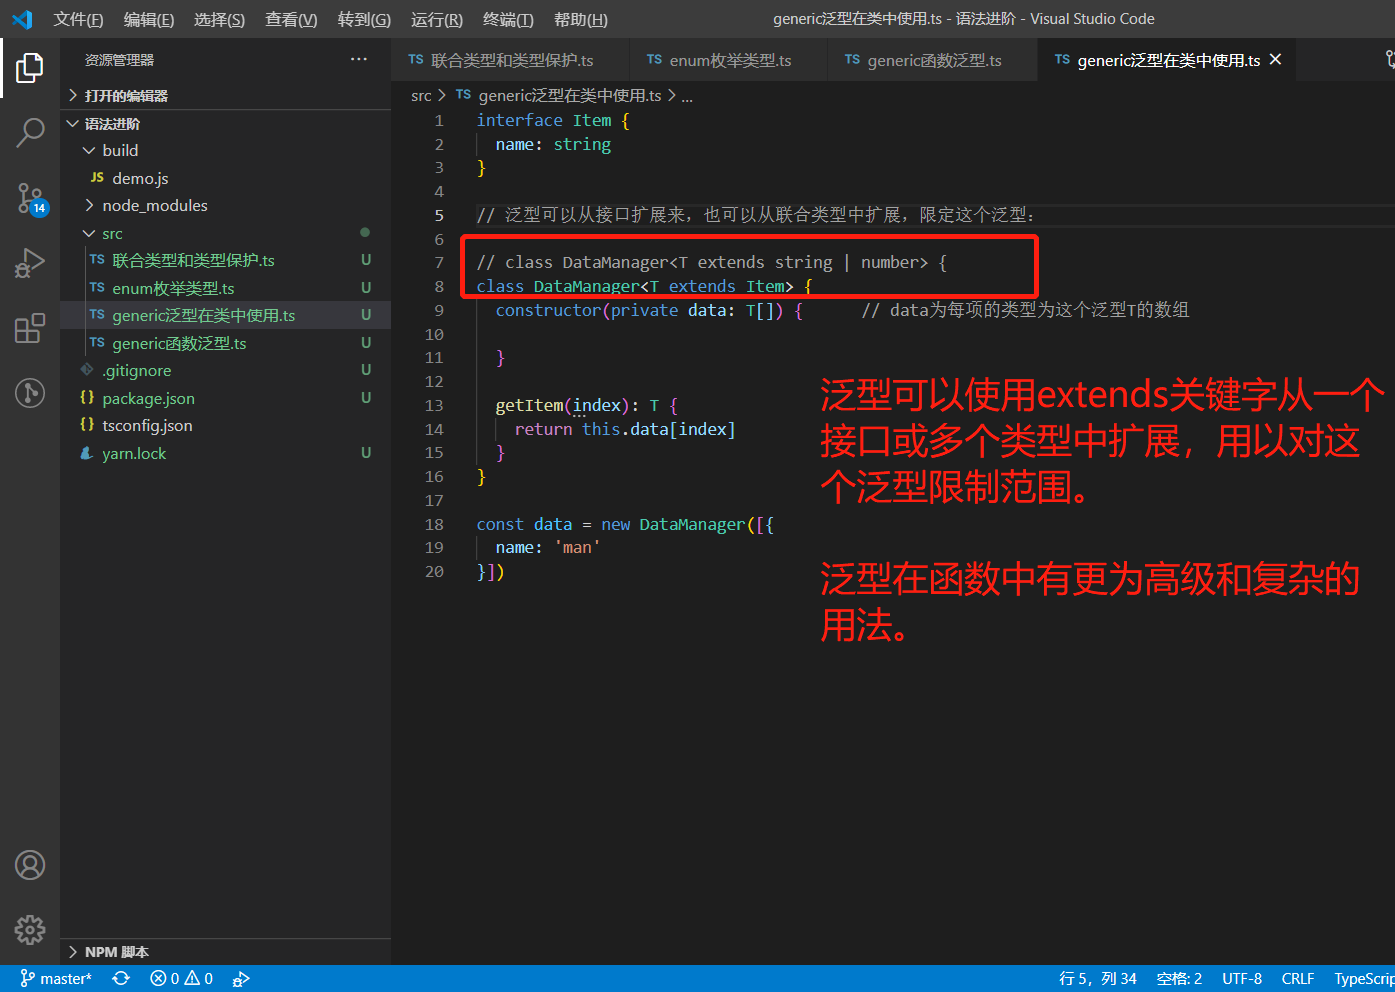 文件(F) 编辑(E) 选择(S) 查看(V) 转到(G) 运行(R) 终端(T) 帮助(H) generic泛型在类中使用.ts - 语法进阶 - Visual Studio Code
资源管理器 ···
打开的编辑器
语法进阶
build
JS demo.js
node_modules
src
TS 联合类型和类型保护.ts U
TS enum枚举类型.ts U
TS generic泛型在类中使用.ts U
TS generic函数泛型.ts U
.gitignore U
{} package.json U
{} tsconfig.json
yarn.lock U
NPM 脚本
14
TS 联合类型和类型保护.ts TS enum枚举类型.ts TS generic函数泛型.ts TS generic泛型在类中使用.ts
src > TS generic泛型在类中使用.ts > ...
1 interface Item {
2 name: string
3 }
4
5 // 泛型可以从接口扩展来，也可以从联合类型中扩展，限定这个泛型：
6
7 // class DataManager<T extends string | number> {
8 class DataManager<T extends Item> {
9 constructor(private data: T[]) { // data为每项的类型为这个泛型T的数组
10
11 }
12
13 getItem(index): T {
14 return this.data[index]
15 }
16 }
17
18 const data = new DataManager([{
19 name: 'man'
20 }])
泛型可以使用extends关键字从一个
接口或多个类型中扩展，用以对这
个泛型限制范围。
泛型在函数中有更为高级和复杂的
用法。
master* 0 0 行 5，列 34 空格: 2 UTF-8 CRLF TypeScrip